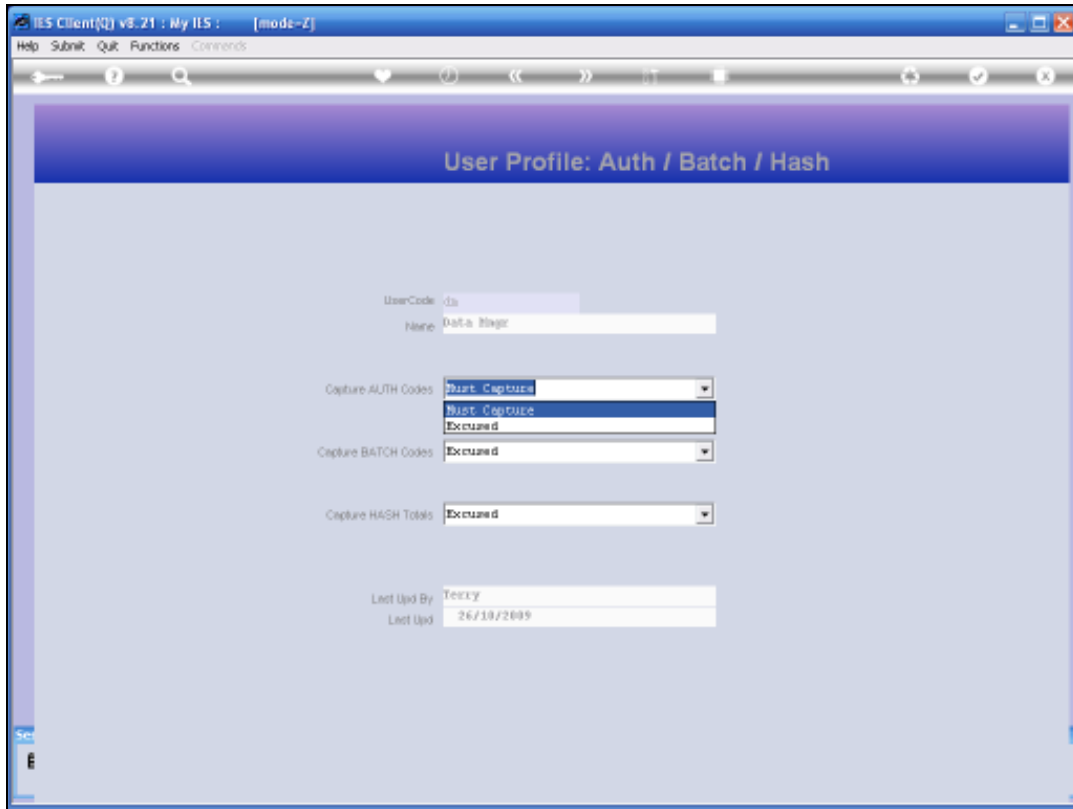 IES Client(Q) v8.21 : My IES : [mode=Z]
Help Submit Quit Functions Commends
User Profile: Auth / Batch / Hash
UserCode dm
Name Data Mngr
Capture AUTH Codes Must Capture
Must Capture
Excused
Capture BATCH Codes Excused
Capture HASH Totals Excused
Last Upd By Terry
Last Upd 26/10/2009